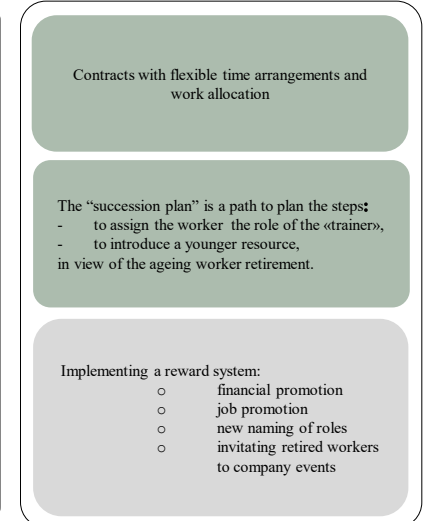 Contracts with flexible time arrangements and
work allocation
The “succession plan” is a path to plan the steps:
- to assign the worker the role of the «trainer»,
- to introduce a younger resource,
in view of the ageing worker retirement.
Implementing a reward system:
o financial promotion
o job promotion
o new naming of roles
o invitating retired workers
to company events